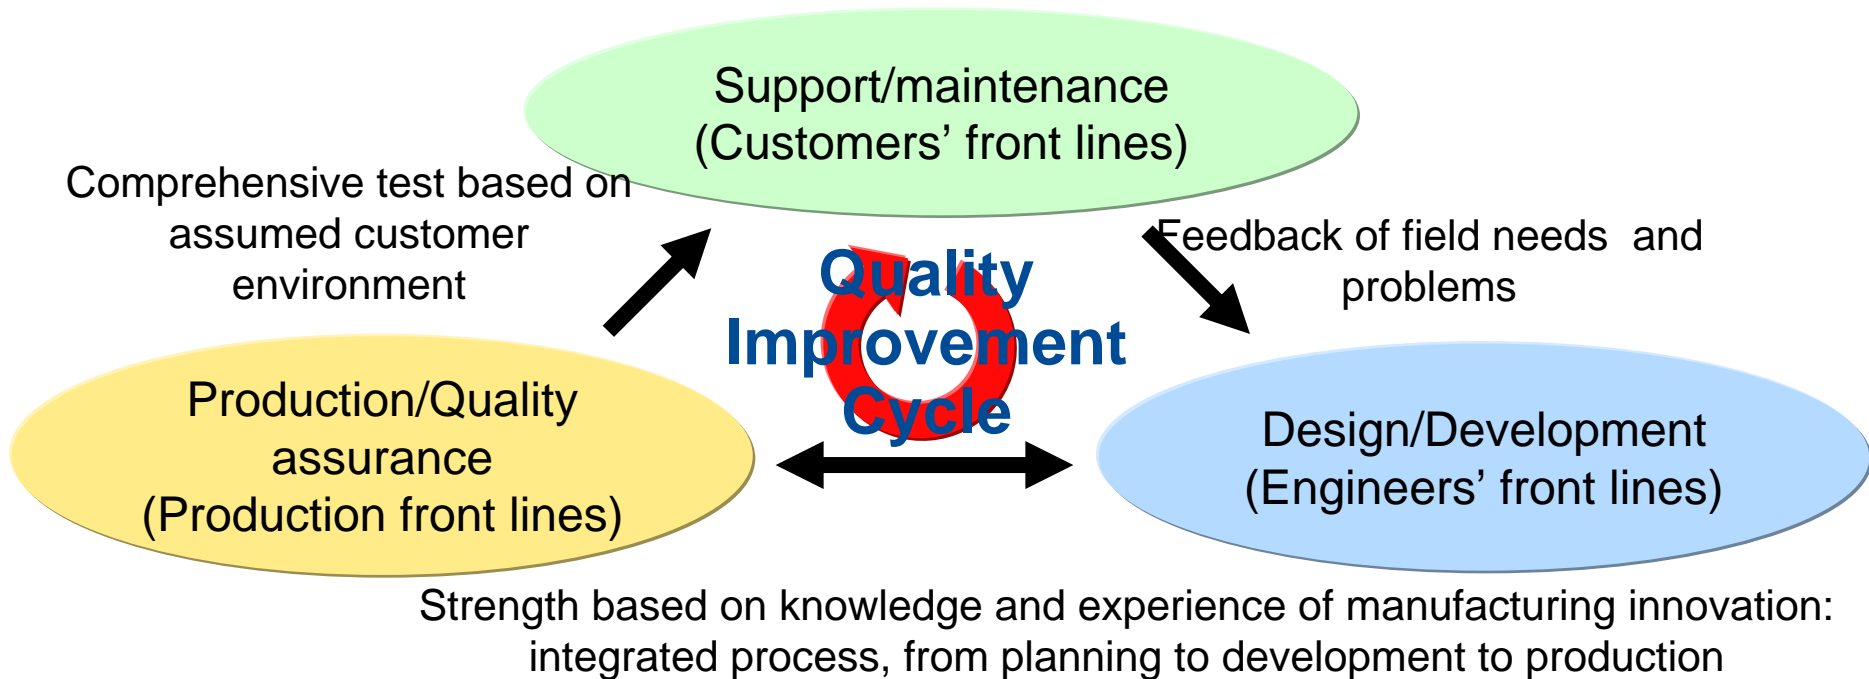 Support/maintenance
(Customers’ front lines)
Comprehensive test based on
assumed customer
environment
Feedback of field needs  and
problems
Quality
Improvement
Cycle
Production/Quality
assurance
(Production front lines)
Design/Development
(Engineers’ front lines)
Strength based on knowledge and experience of manufacturing innovation:
integrated process, from planning to development to production